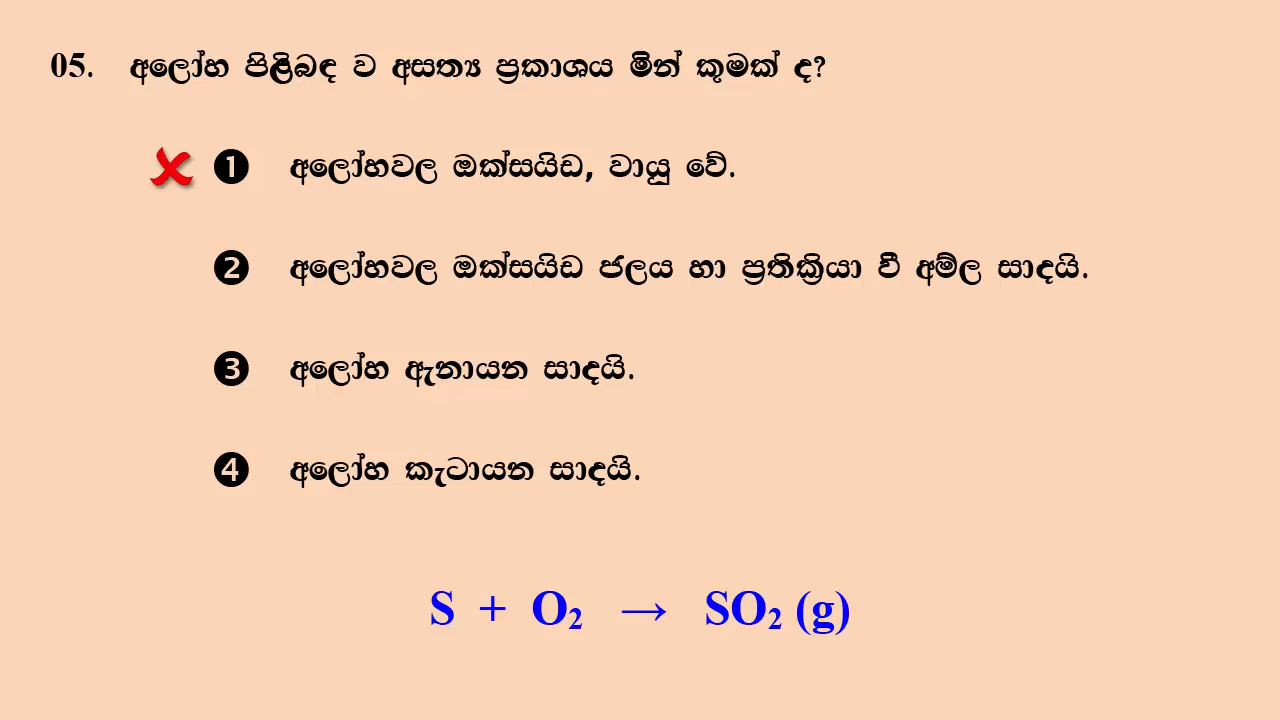 05. අලෝහ පිළිබඳ ව අසත්‍ය ප්‍රකාශය මින් කුමක් ද?
❶ අලෝහවල ඔක්සයිඩ, වායු වේ.
❷ අලෝහවල ඔක්සයිඩ ජලය හා ප්‍රතික්‍රියා වී අම්ල සාදයි.
❸ අලෝහ ඇනායන සාදයි.
❹ අලෝහ කැටායන සාදයි.
S + O₂ → SO₂ (g)